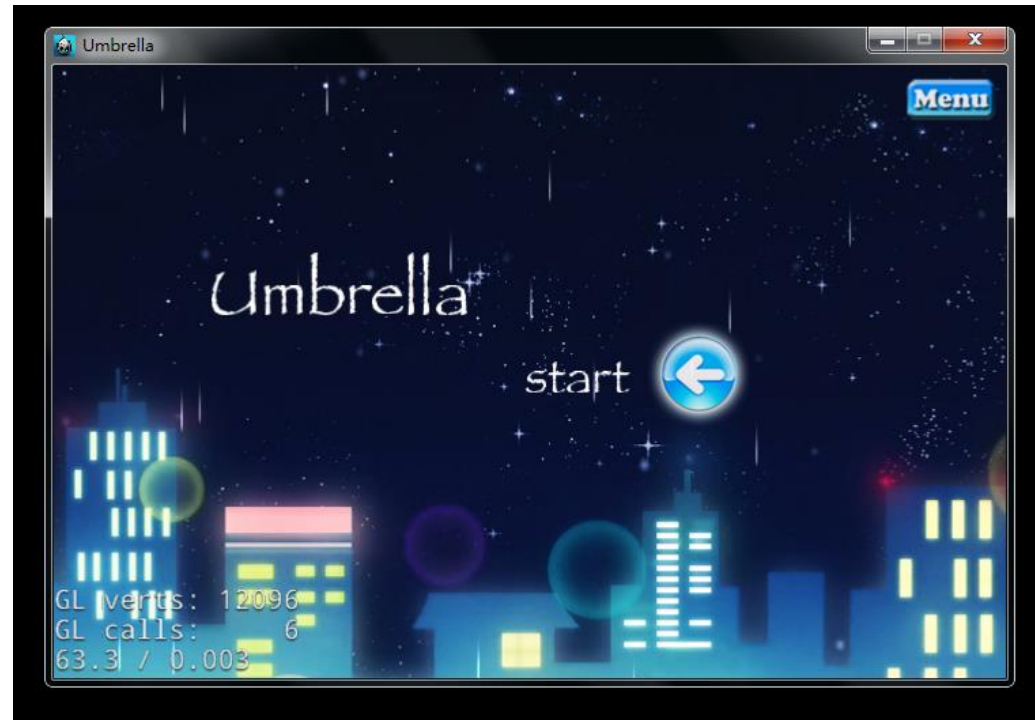 Umbrella
Menu
Umbrella
start
GL verts: 12096
GL calls: 6
63.3 / 0.003